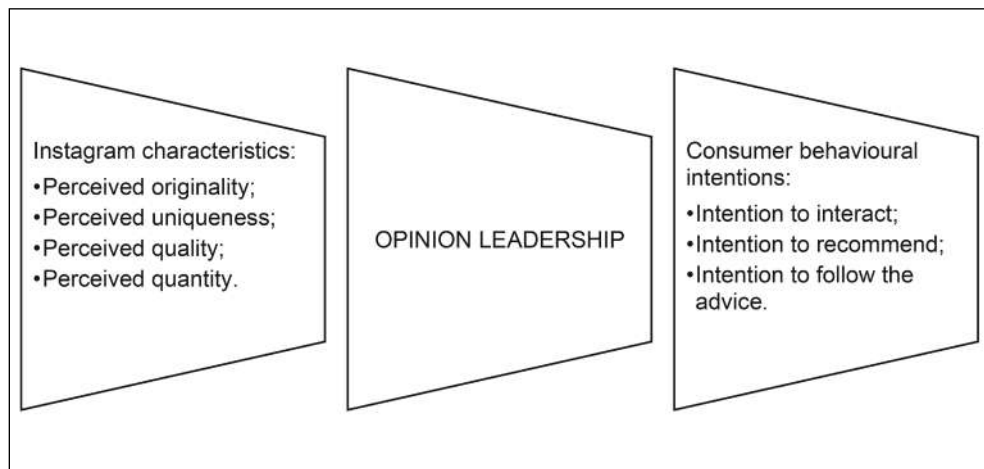 Instagram characteristics:
•Perceived originality;
•Perceived uniqueness;
•Perceived quality;
•Perceived quantity.
OPINION LEADERSHIP
Consumer behavioural
intentions:
•Intention to interact;
•Intention to recommend;
•Intention to follow the
advice.